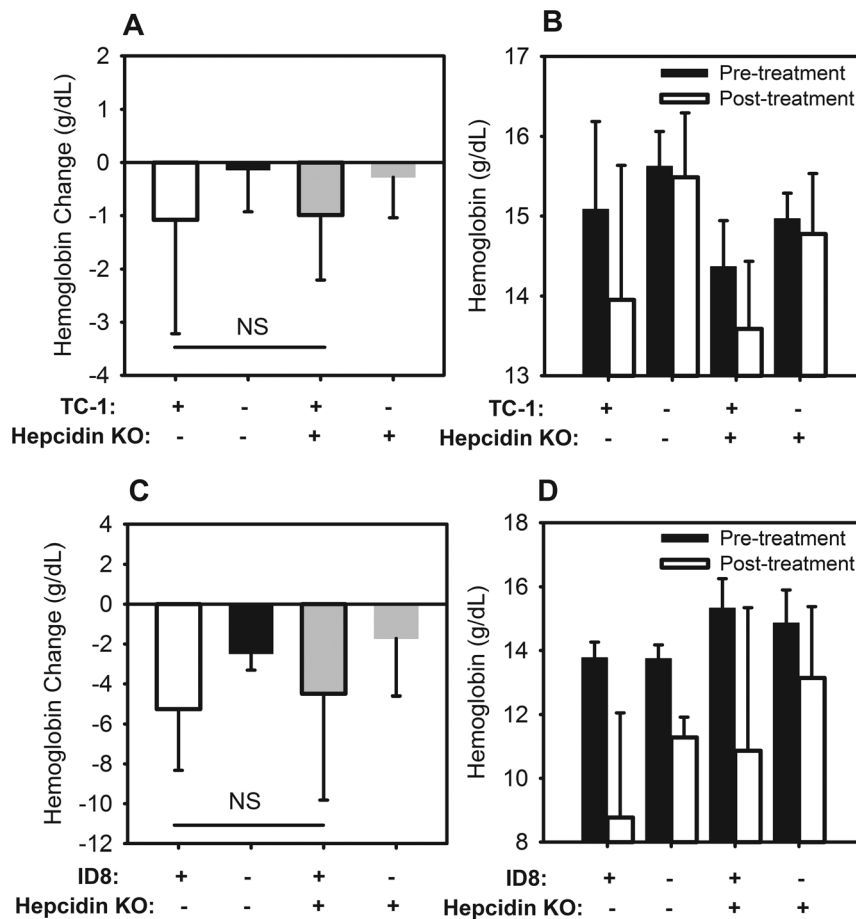 A
Hemoglobin Change (g/dL)
2
1
0
-1
-2
-3
-4
NS
TC-1: + - + -
Hepcidin KO: - - + +
B
Hemoglobin (g/dL)
17
16
15
14
13
Pre-treatment
Post-treatment
TC-1: + - + -
Hepcidin KO: - - + +
C
Hemoglobin Change (g/dL)
4
2
0
-2
-4
-6
-8
-10
-12
NS
ID8: + - + -
Hepcidin KO: - - + +
D
Hemoglobin (g/dL)
18
16
14
12
10
8
Pre-treatment
Post-treatment
ID8: + - + -
Hepcidin KO: - - + +